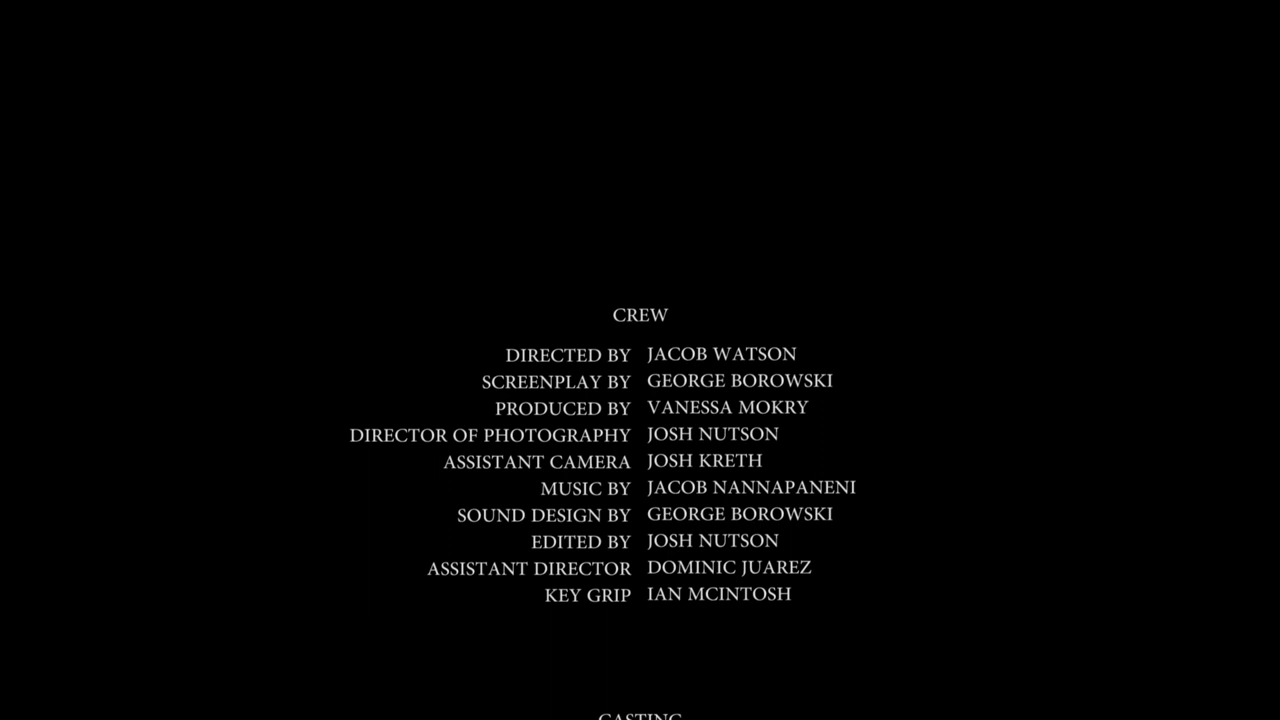 CREW
DIRECTED BY JACOB WATSON
SCREENPLAY BY GEORGE BOROWSKI
PRODUCED BY VANESSA MOKRY
DIRECTOR OF PHOTOGRAPHY JOSH NUTSON
ASSISTANT CAMERA JOSH KRETH
MUSIC BY JACOB NANNAPANENI
SOUND DESIGN BY GEORGE BOROWSKI
EDITED BY JOSH NUTSON
ASSISTANT DIRECTOR DOMINIC JUAREZ
KEY GRIP IAN MCINTOSH
CASTING